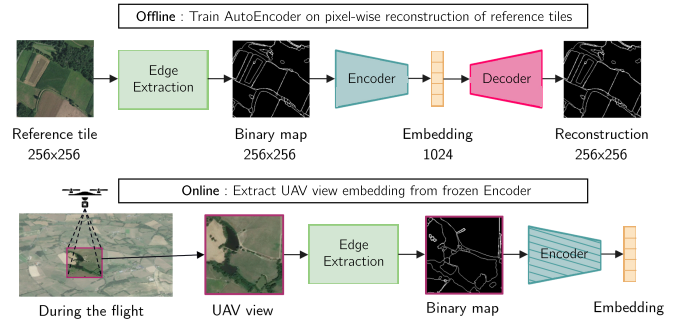 Offline : Train AutoEncoder on pixel-wise reconstruction of reference tiles
Edge
Extraction
Encoder
Decoder
Reference tile
256x256
Binary map
256x256
Embedding
1024
Reconstruction
256x256
Online : Extract UAV view embedding from frozen Encoder
Edge
Extraction
Encoder
During the flight
UAV view
Binary map
Embedding